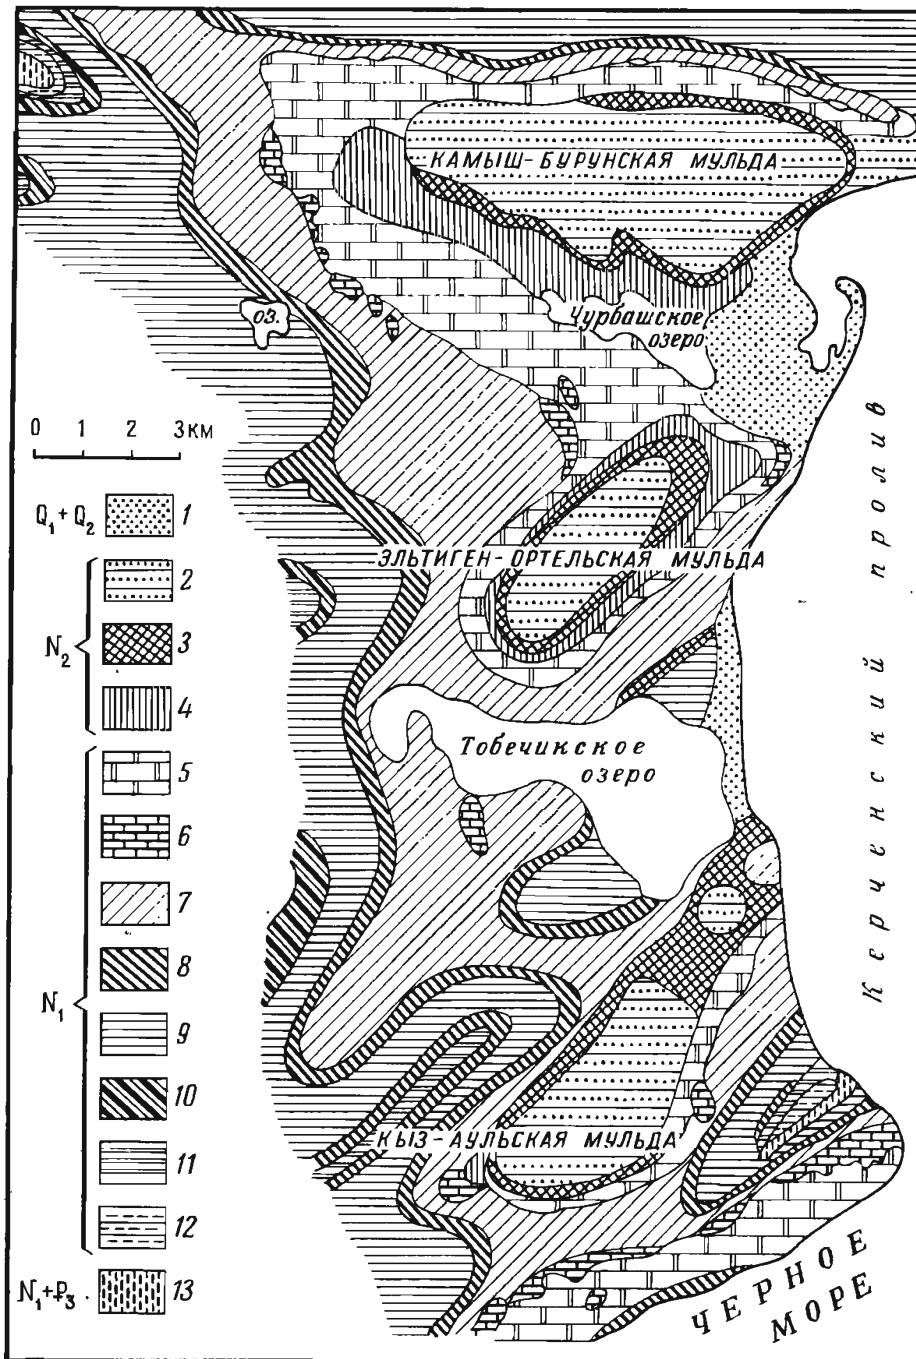 КАМЫШ-БУРУНСКАЯ МУЛЬДА
оз.
Чурбашское
озеро
0 1 2 3 км
Керченский пролив
Q₁ + Q₂
1
ЭЛЬТИГЕН-ОРТЕЛЬСКАЯ МУЛЬДА
2
N₂
3
4
Тобечикское
озеро
5
6
7
8
N₁
9
10
11
КЫЗ-АУЛЬСКАЯ МУЛЬДА
12
N₁+P₃
13
ЧЕРНОЕ
МОРЕ